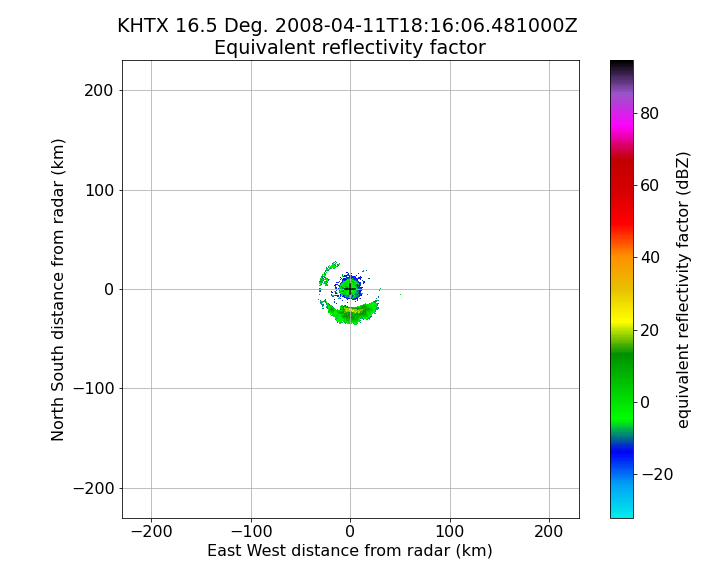 KHTX 16.5 Deg. 2008-04-11T18:16:06.481000Z
Equivalent reflectivity factor
200
100
0
−100
−200
North South distance from radar (km)
−200 −100 0 100 200
East West distance from radar (km)
80
60
40
20
0
−20
equivalent reflectivity factor (dBZ)